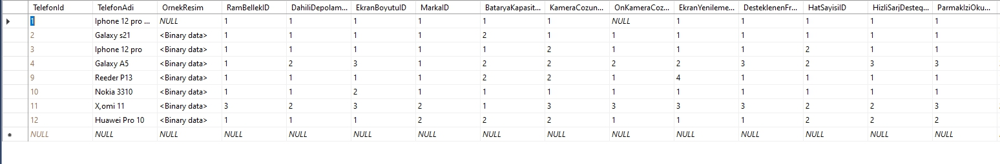 TelefonId TelefonAdi OrnekResim RamBellekID DahiliDepolam... EkranBoyutuID MarkaID BataryaKapasit... KameraCozun... OnKameraCoz... EkranYenileme... DesteklenenFr... HatSayisiID HizliSarjDesteg... ParmakIziOku...
1 Iphone 12 pro ... NULL 1 1 1 1 1 1 NULL 1 1 1 1 1
2 Galaxy s21 <Binary data> 1 1 1 1 2 1 1 1 1 1 1 1
3 Iphone 12 pro <Binary data> 1 1 1 1 1 2 1 1 1 2 1 1
4 Galaxy A5 <Binary data> 1 2 3 1 2 2 2 2 3 2 3 3
9 Reeder P13 <Binary data> 1 1 1 1 2 2 1 4 1 1 1 1
10 Nokia 3310 <Binary data> 1 1 2 1 1 1 1 1 1 1 1 1
11 X,omi 11 <Binary data> 3 2 3 2 1 3 3 3 3 2 2 3
12 Huawei Pro 10 <Binary data> 1 1 1 2 2 2 1 1 1 2 2 2
NULL NULL NULL NULL NULL NULL NULL NULL NULL NULL NULL NULL NULL NULL NULL